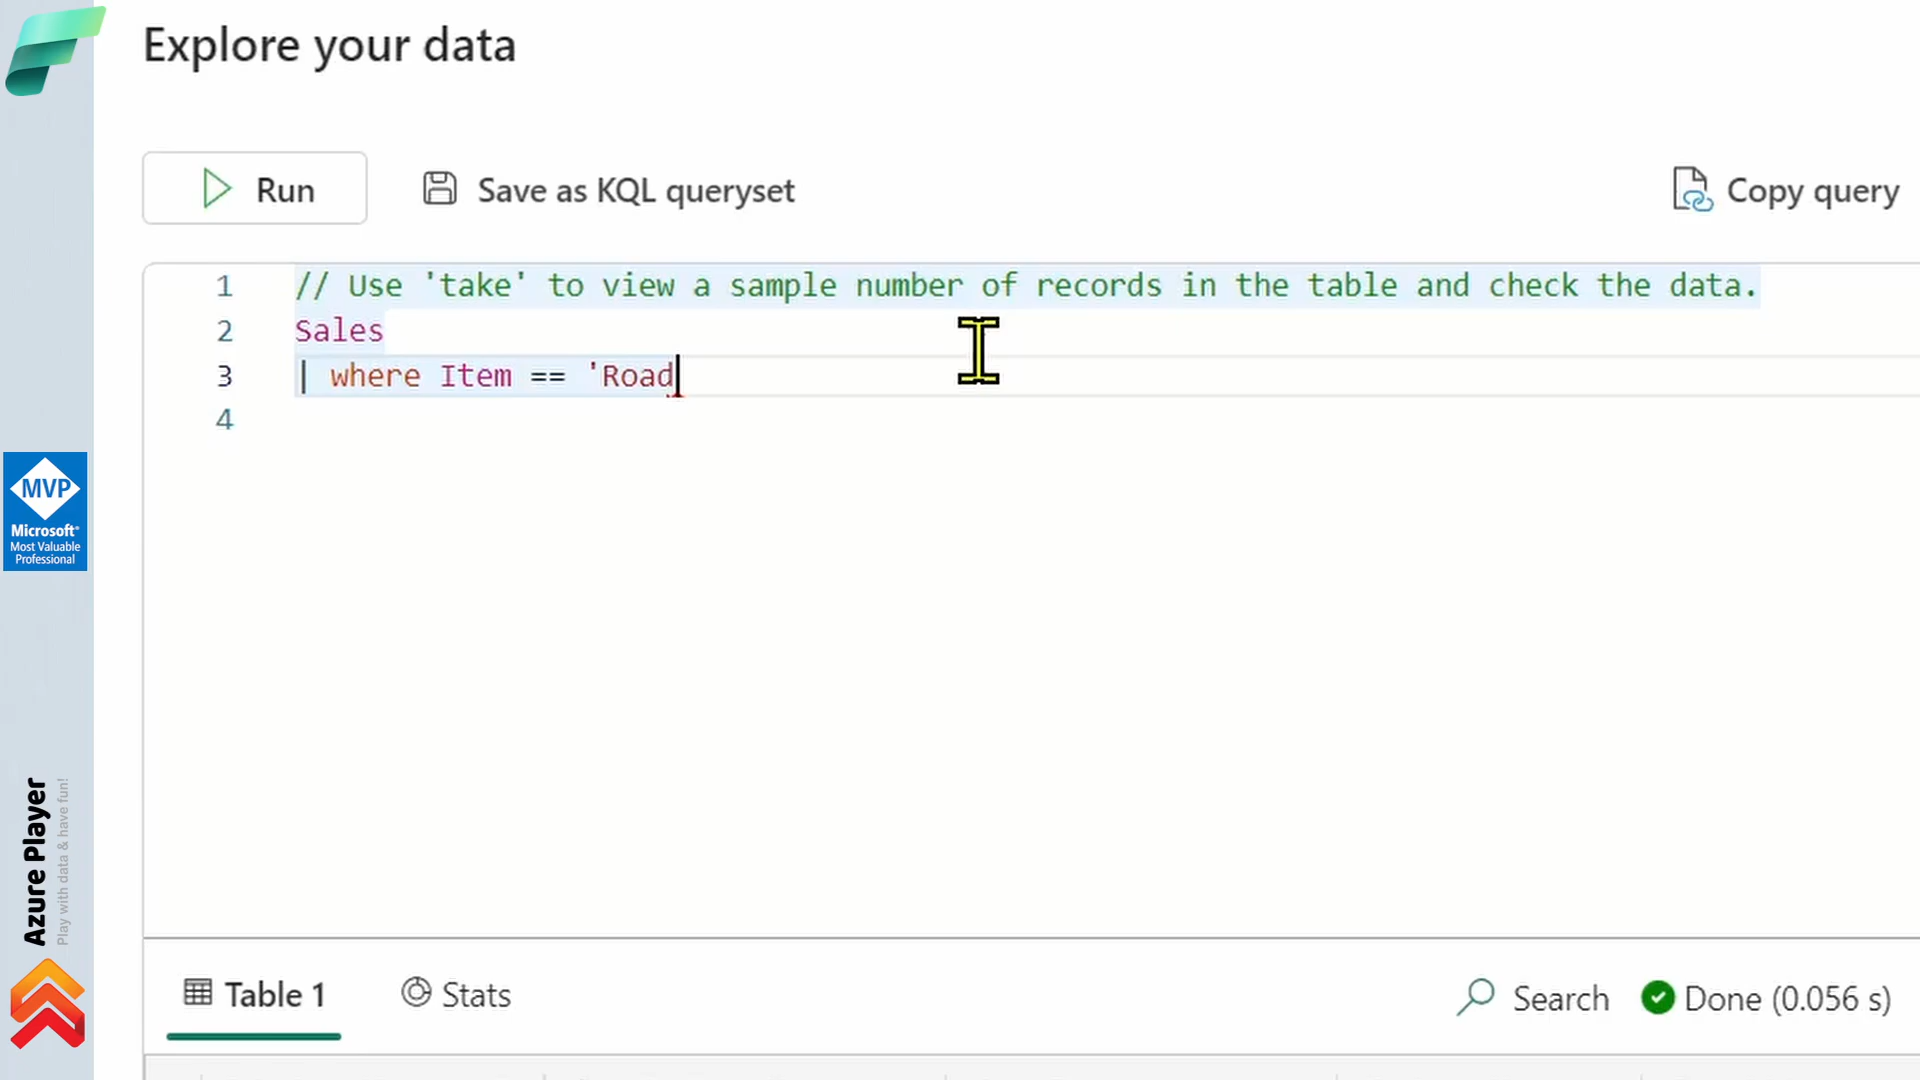 Explore your data
Run
Save as KQL queryset
Copy query
1 // Use 'take' to view a sample number of records in the table and check the data.
2 Sales
3 | where Item == 'Road
4
MVP
Microsoft®
Most Valuable
Professional
Azure Player
Play with data & have fun!
Table 1
Stats
Search
Done (0.056 s)